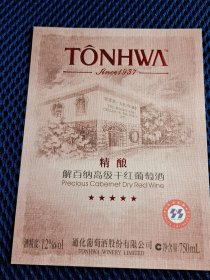 TÔNHWA
Since1937
精酿
解百纳高级干红葡萄酒
Precious Cabernet Dry Red Wine
★★★★★
酒精度:12%vol
通化葡萄酒股份有限公司
净含量:750mL
TONHWA WINERY LIMITED